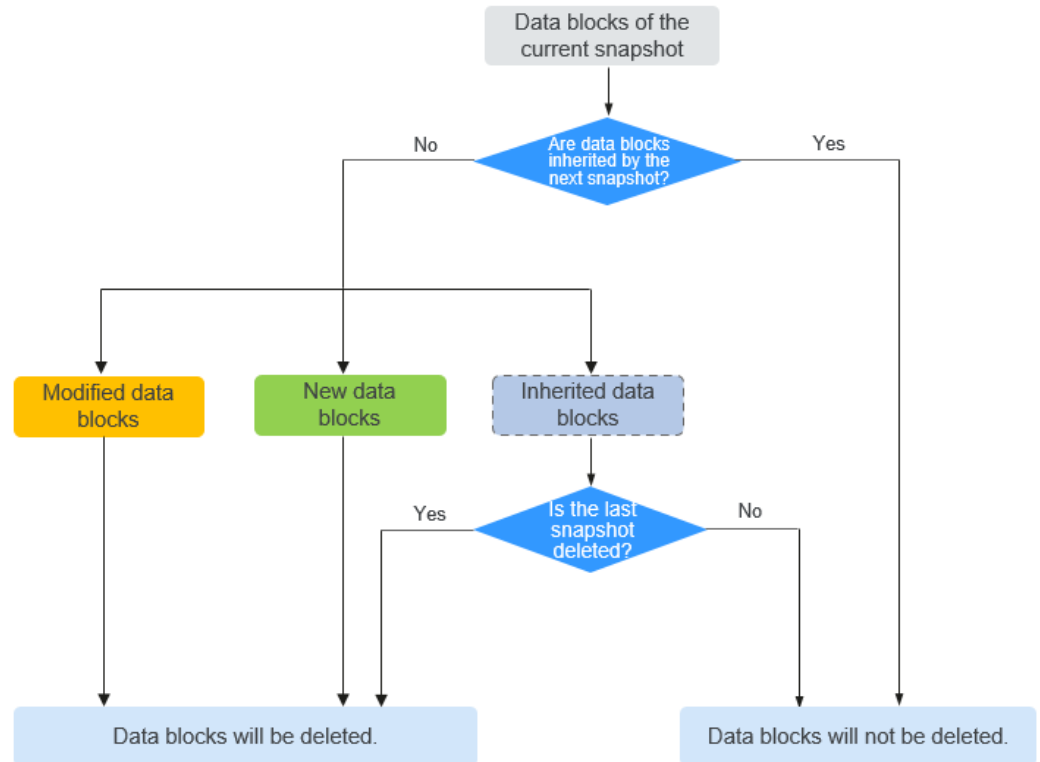 Data blocks of the
current snapshot
No
Are data blocks
inherited by the
next snapshot?
Yes
Modified data
blocks
New data
blocks
Inherited data
blocks
Yes
Is the last
snapshot
deleted?
No
Data blocks will be deleted.
Data blocks will not be deleted.